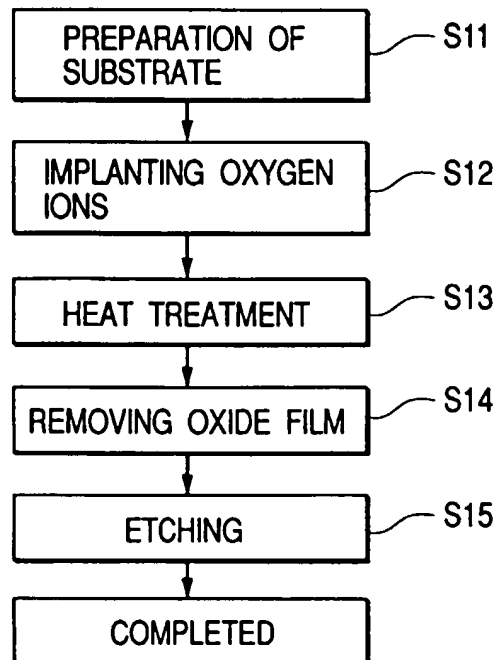 PREPARATION OF
SUBSTRATE
S11
IMPLANTING OXYGEN
IONS
S12
HEAT TREATMENT
S13
REMOVING OXIDE FILM
S14
ETCHING
S15
COMPLETED